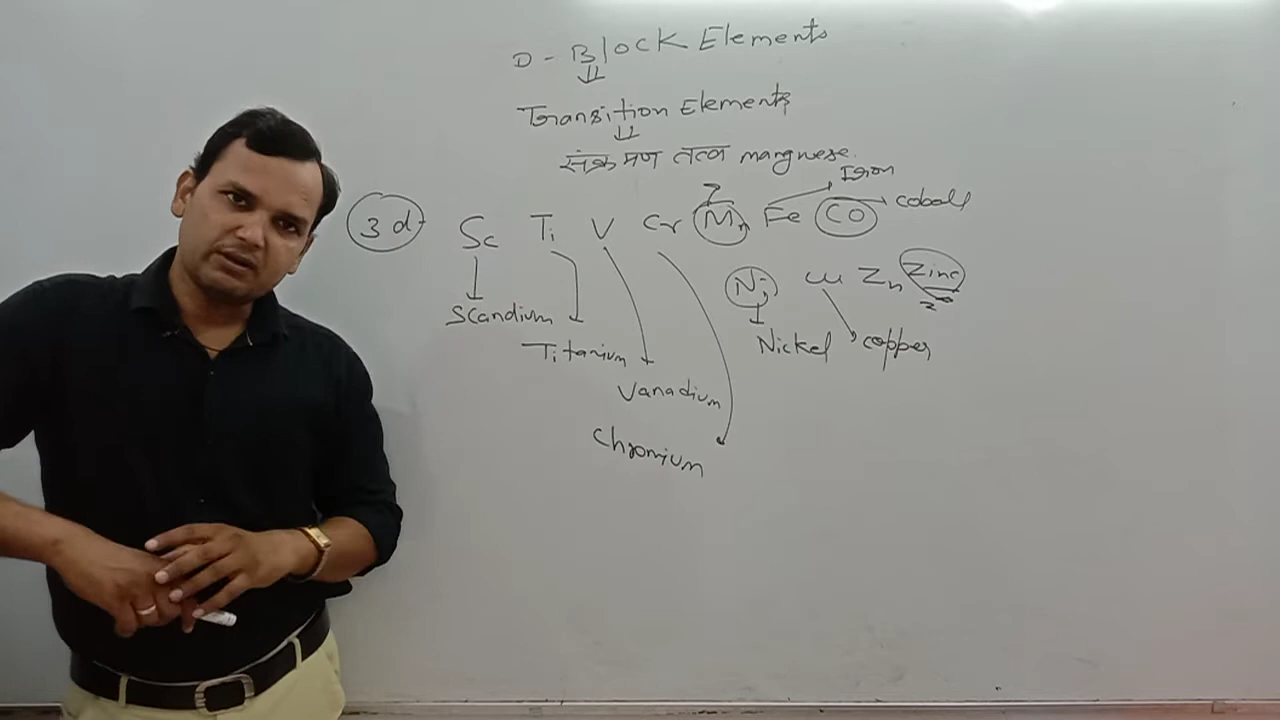 D-Block Elements
Transition Elements
संक्रमण तत्व mangnese.
Iron
3d- Sc Ti V Cr Mn Fe CO cobalt
Ni Cu Zn Zinc
Scandium
Titanium Nickel copper
Vanadium
Chromium